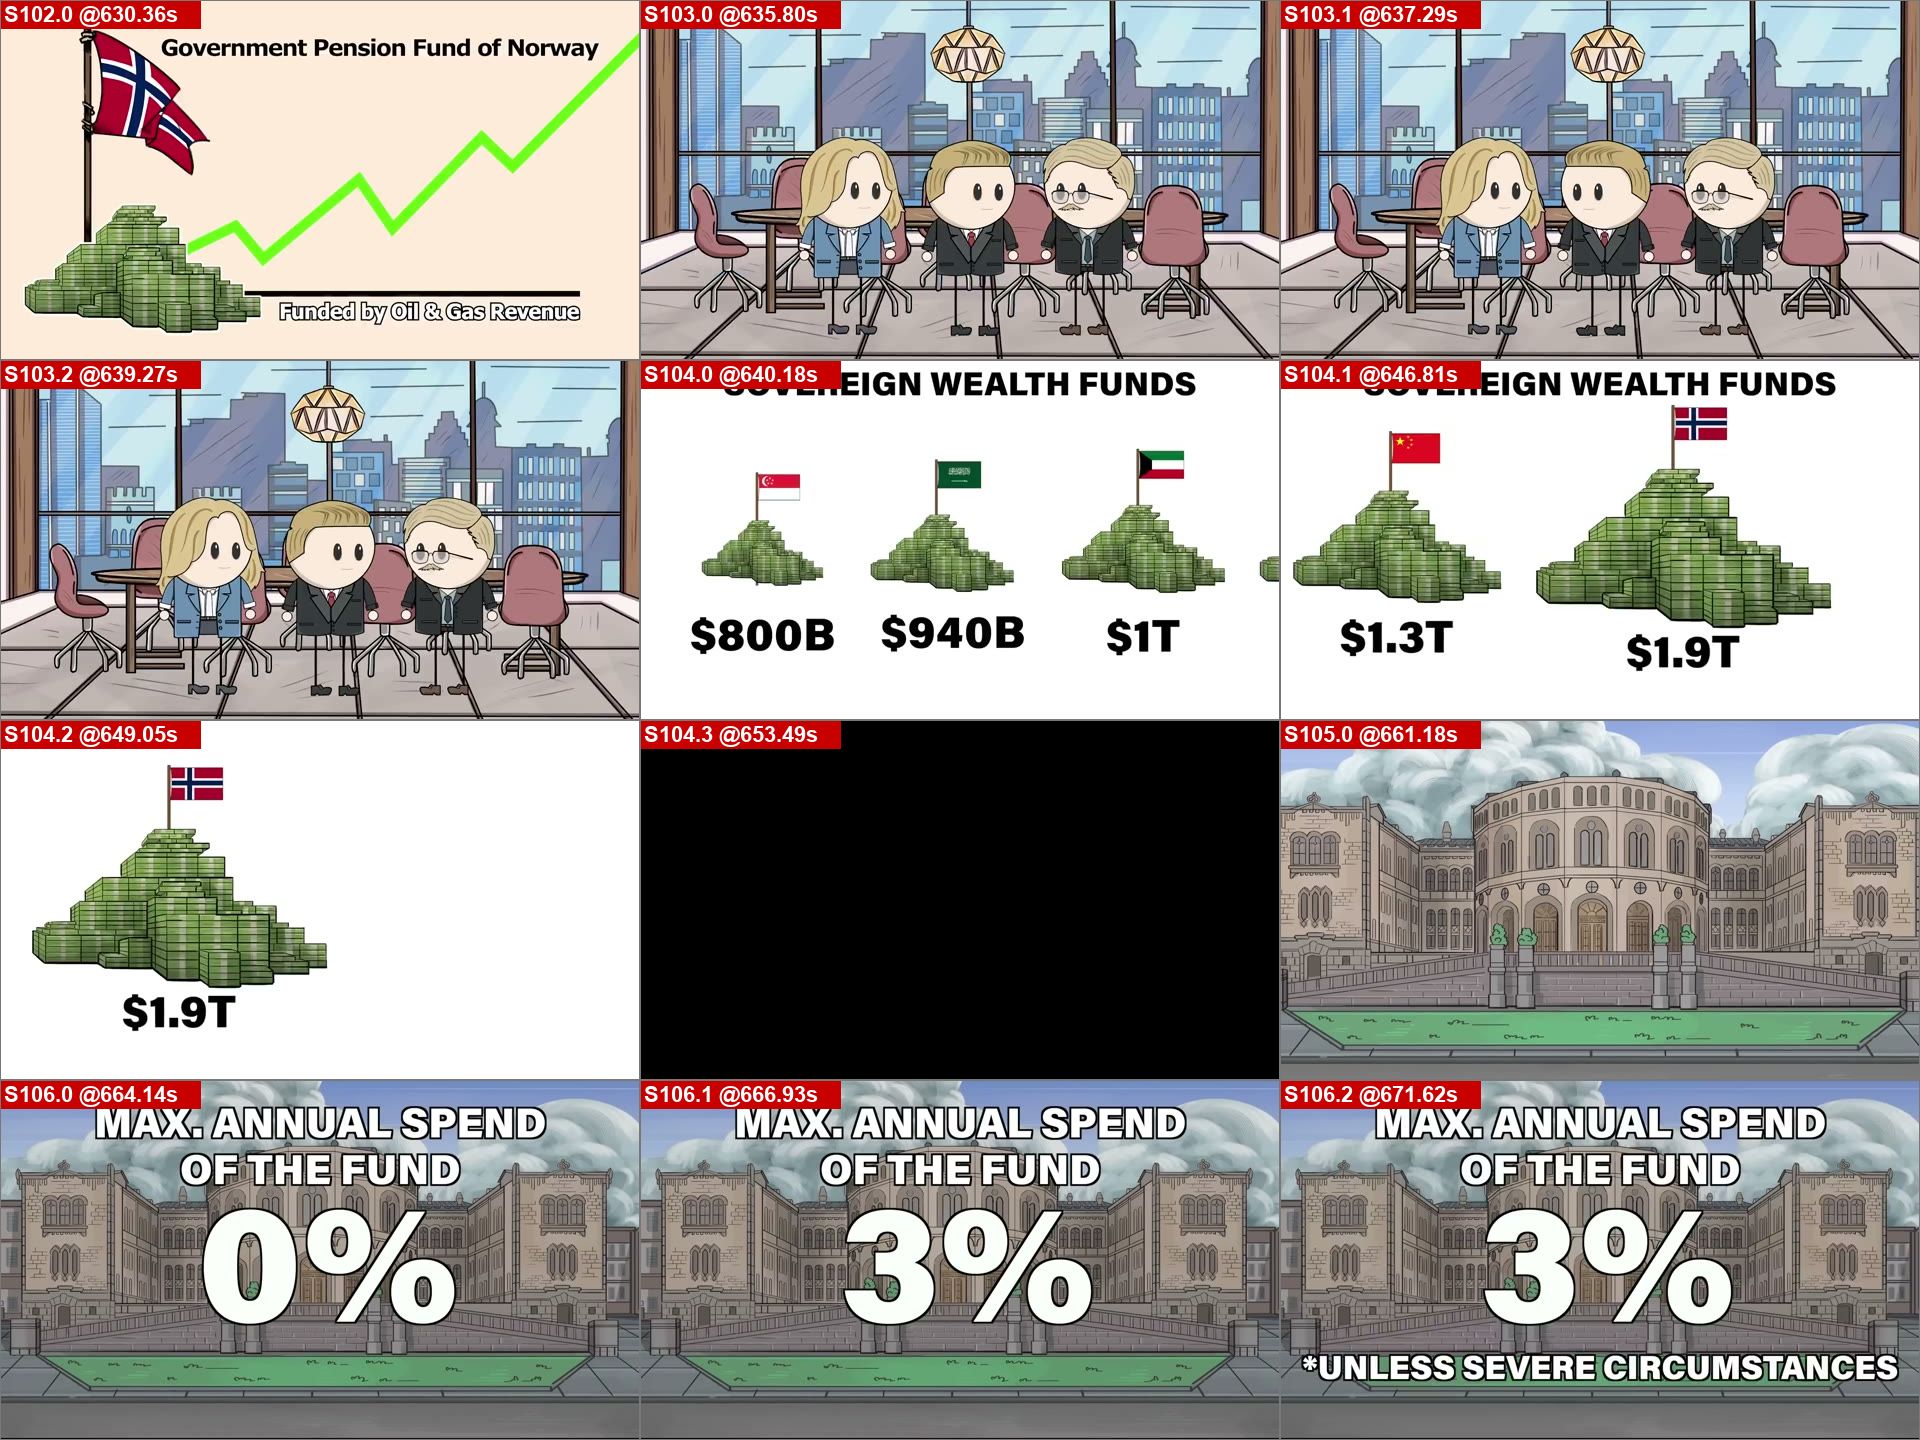 S102.0 @630.36s
Government Pension Fund of Norway
Funded by Oil & Gas Revenue
S103.0 @635.80s
S103.1 @637.29s
S103.2 @639.27s
S104.0 @640.18s
WEALTH FUNDS
$800B
$940B
$1T
S104.1 @646.81s
WEALTH FUNDS
$1.3T
$1.9T
S104.2 @649.05s
$1.9T
S104.3 @653.49s
S105.0 @661.18s
S106.0 @664.14s
MAX. ANNUAL SPEND
OF THE FUND
0%
S106.1 @666.93s
MAX. ANNUAL SPEND
OF THE FUND
3%
S106.2 @671.62s
MAX. ANNUAL SPEND
OF THE FUND
3%
*UNLESS SEVERE CIRCUMSTANCES